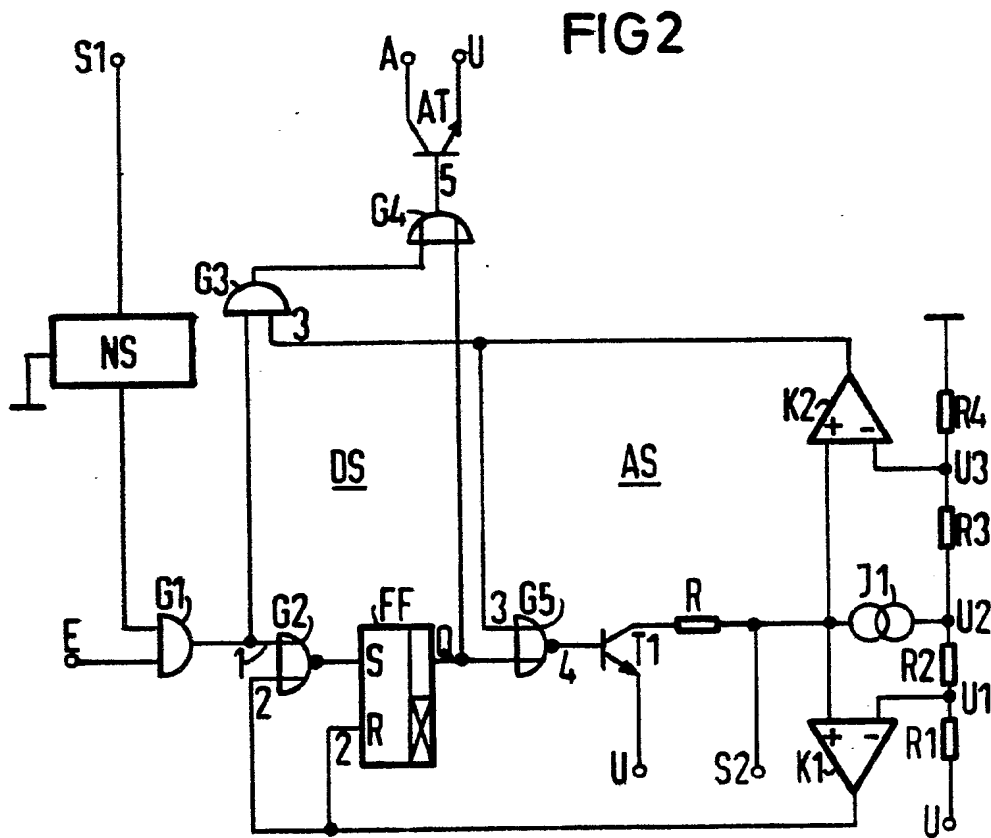 FIG2
S1
A
U
AT
5
G4
G3
3
NS
K2
+ -
R4
U3
DS
AS
R3
G1
G2
FF
3
G5
R
J1
E
1
S
Q
4
T1
U2
R2
2
2
R
U
S2
K1
+ -
U1
R1
U